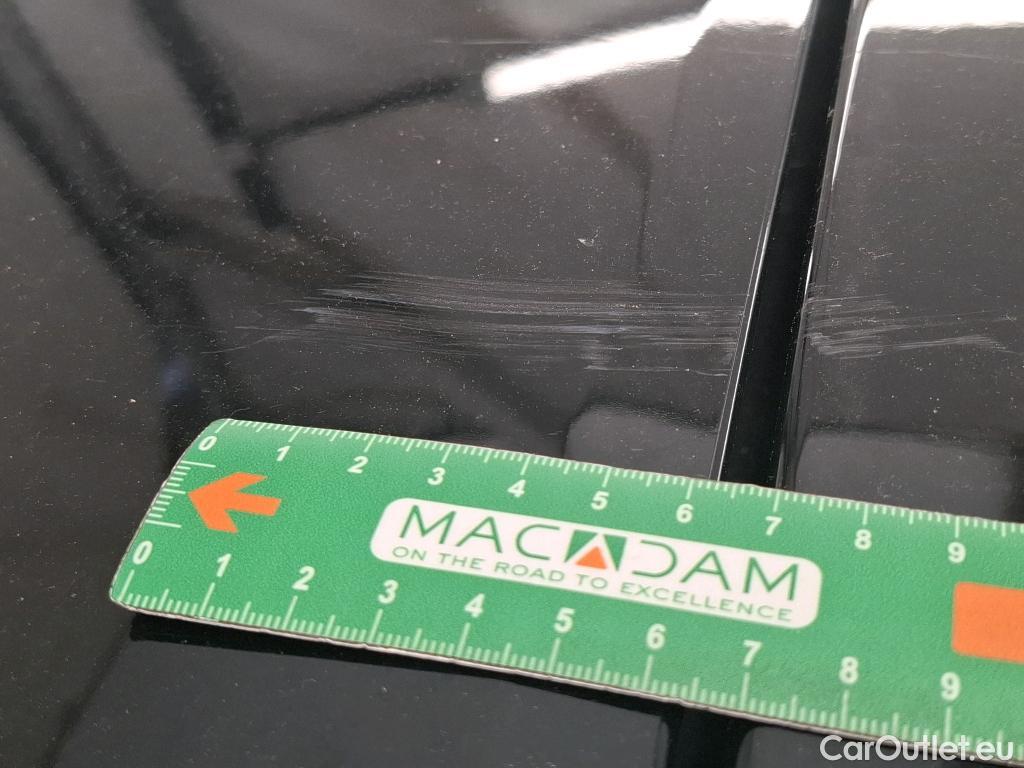 0 1 2 3 4 5 6 7 8 9
MACADAM
ON THE ROAD TO EXCELLENCE
0 1 2 3 4 5 6 7 8 9
CarOutlet.eu